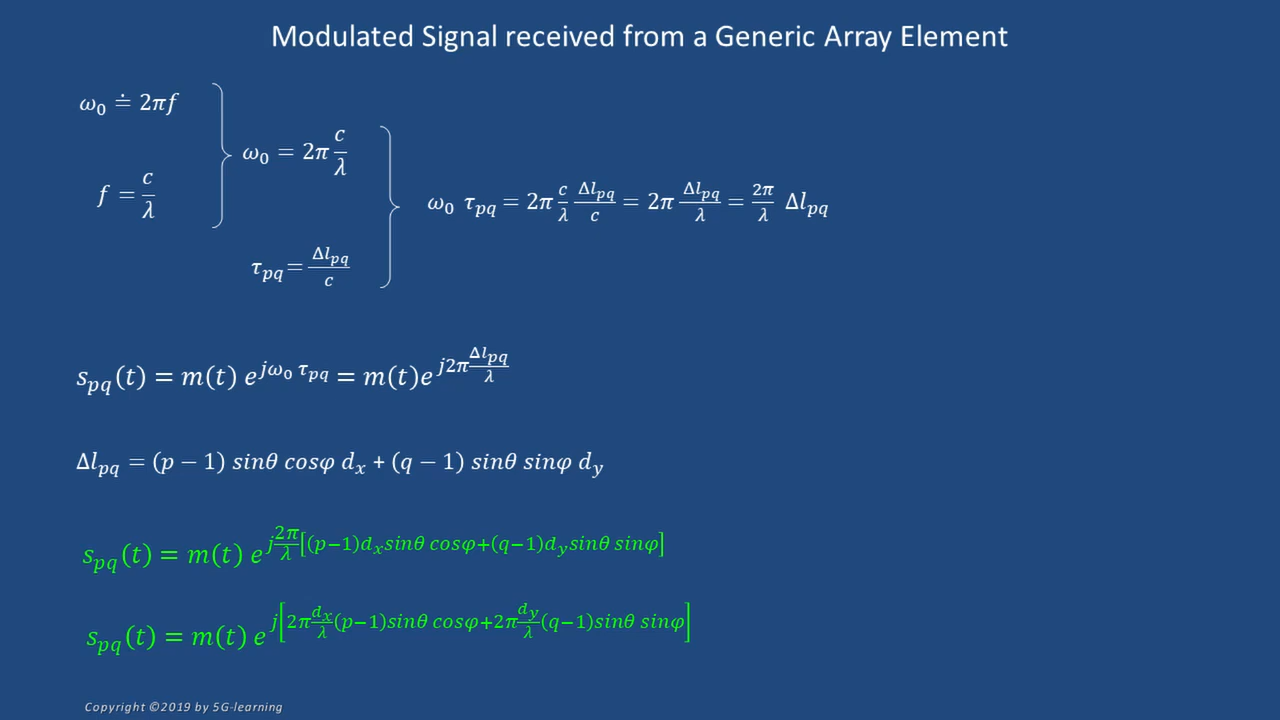 Modulated Signal received from a Generic Array Element
ω₀ ≐ 2πf
f = c/λ
ω₀ = 2π c/λ
τ_pq = Δl_pq/c
ω₀ τ_pq = 2π c/λ Δl_pq/c = 2π Δl_pq/λ = 2π/λ Δl_pq
s_pq(t) = m(t) e^{jω₀ τ_pq} = m(t)e^{j2π Δl_pq/λ}
Δl_pq = (p − 1) sinθ cosφ d_x + (q − 1) sinθ sinφ d_y
s_pq(t) = m(t) e^{j 2π/λ [(p−1)d_x sinθ cosφ+(q−1)d_y sinθ sinφ]}
s_pq(t) = m(t) e^{j[2π d_x/λ (p−1)sinθ cosφ+2π d_y/λ (q−1)sinθ sinφ]}
Copyright ©2019 by 5G-learning